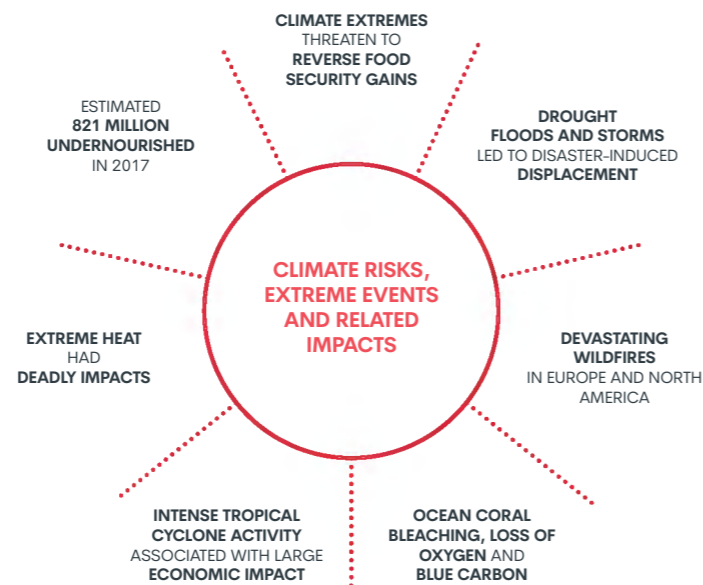 CLIMATE EXTREMES
THREATEN TO
REVERSE FOOD
SECURITY GAINS
ESTIMATED
821 MILLION
UNDERNOURISHED
IN 2017
DROUGHT
FLOODS AND STORMS
LED TO DISASTER-INDUCED
DISPLACEMENT
CLIMATE RISKS,
EXTREME EVENTS
AND RELATED
IMPACTS
EXTREME HEAT
HAD
DEADLY IMPACTS
DEVASTATING
WILDFIRES
IN EUROPE AND NORTH
AMERICA
INTENSE TROPICAL
CYCLONE ACTIVITY
ASSOCIATED WITH LARGE
ECONOMIC IMPACT
OCEAN CORAL
BLEACHING, LOSS OF
OXYGEN AND
BLUE CARBON